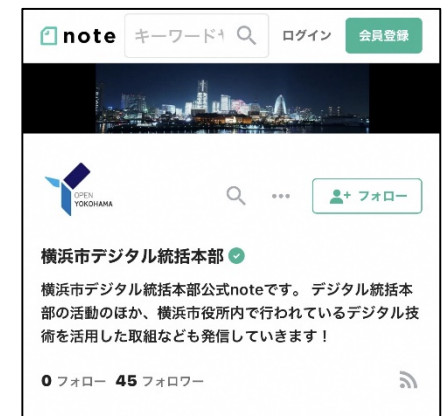 note キーワードや ログイン 会員登録
OPEN
YOKOHAMA
フォロー
横浜市デジタル統括本部
横浜市デジタル統括本部公式noteです。 デジタル統括本
部の活動のほか、横浜市役所内で行われているデジタル技
術を活用した取組なども発信していきます！
0 フォロー 45 フォロワー